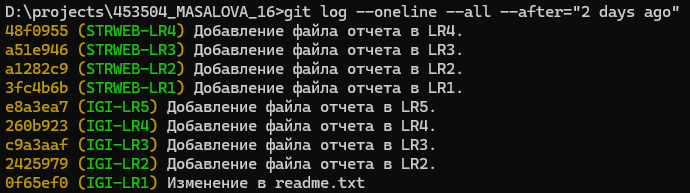 D:\projects\453504_MASALOVA_16>git log --oneline --all --after="2 days ago"
48f0955 (STRWEB-LR4) Добавление файла отчета в LR4.
a51e946 (STRWEB-LR3) Добавление файла отчета в LR3.
a1282c9 (STRWEB-LR2) Добавление файла отчета в LR2.
3fc4b6b (STRWEB-LR1) Добавление файла отчета в LR1.
e8a3ea7 (IGI-LR5) Добавление файла отчета в LR5.
260b923 (IGI-LR4) Добавление файла отчета в LR4.
c9a3aaf (IGI-LR3) Добавление файла отчета в LR3.
2425979 (IGI-LR2) Добавление файла отчета в LR2.
0f65ef0 (IGI-LR1) Изменение в readme.txt